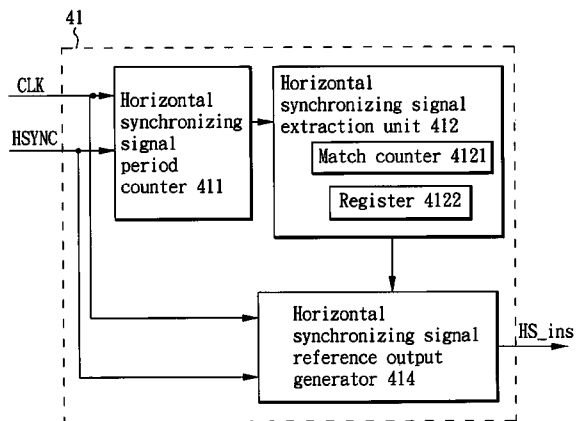 41
CLK
HSYNC
Horizontal
synchronizing
signal
period
counter 411
Horizontal
synchronizing signal
extraction unit 412
Match counter 4121
Register 4122
Horizontal
synchronizing signal
reference output
generator 414
HS_ins